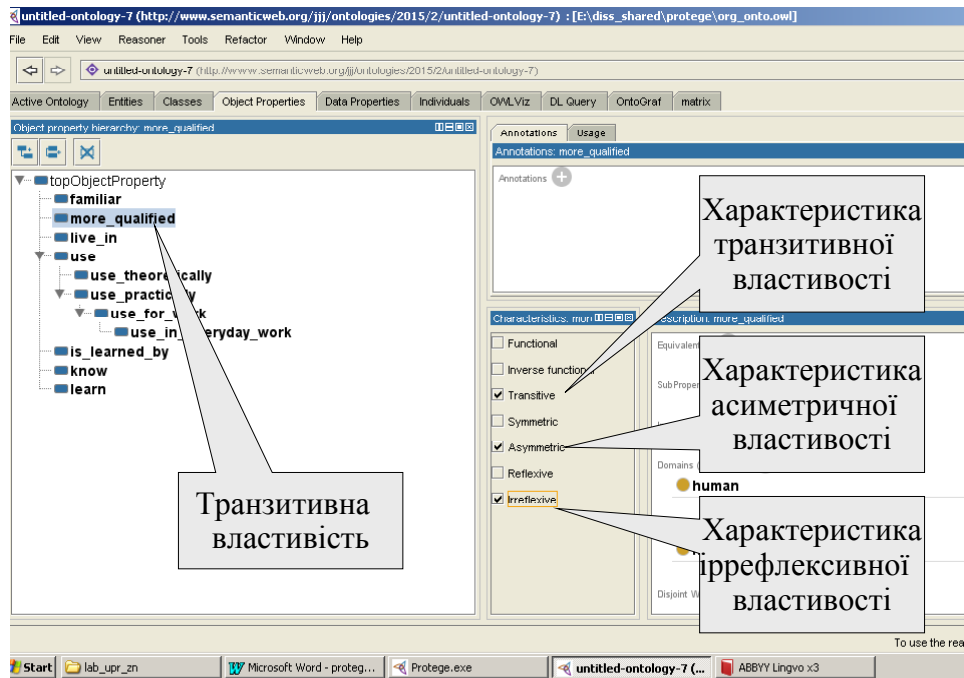 untitled-ontology-7 (http://www.semanticweb.org/jjj/ontologies/2015/2/untitled-ontology-7) : [E:\diss_shared\protege\org_onto.owl]
File Edit View Reasoner Tools Refactor Window Help
untitled-ontology-7 (http://www.semanticweb.org/jjj/ontologies/2015/2/untitled-ontology-7)
Active Ontology Entities Classes Object Properties Data Properties Individuals OWLViz DL Query OntoGraf matrix
Object property hierarchy: more_qualified
topObjectProperty
familiar
more_qualified
live_in
use
use_theoretically
use_practically
use_for_work
use_in_everyday_work
is_learned_by
know
learn
Транзитивна
властивість
Annotations Usage
Annotations: more_qualified
Annotations
Характеристика
транзитивної
властивості
Characteristics: mor
Description: more_qualified
Functional
Inverse functional
Transitive
Symmetric
Asymmetric
Reflexive
Irreflexive
Equivalen
SubProper
Domains (
human
Disjoint W
Характеристика
асиметричної
властивості
Характеристика
іррефлексивної
властивості
To use the rea
Start lab_upr_zn Microsoft Word - proteg... Protege.exe untitled-ontology-7 (... ABBYY Lingvo x3